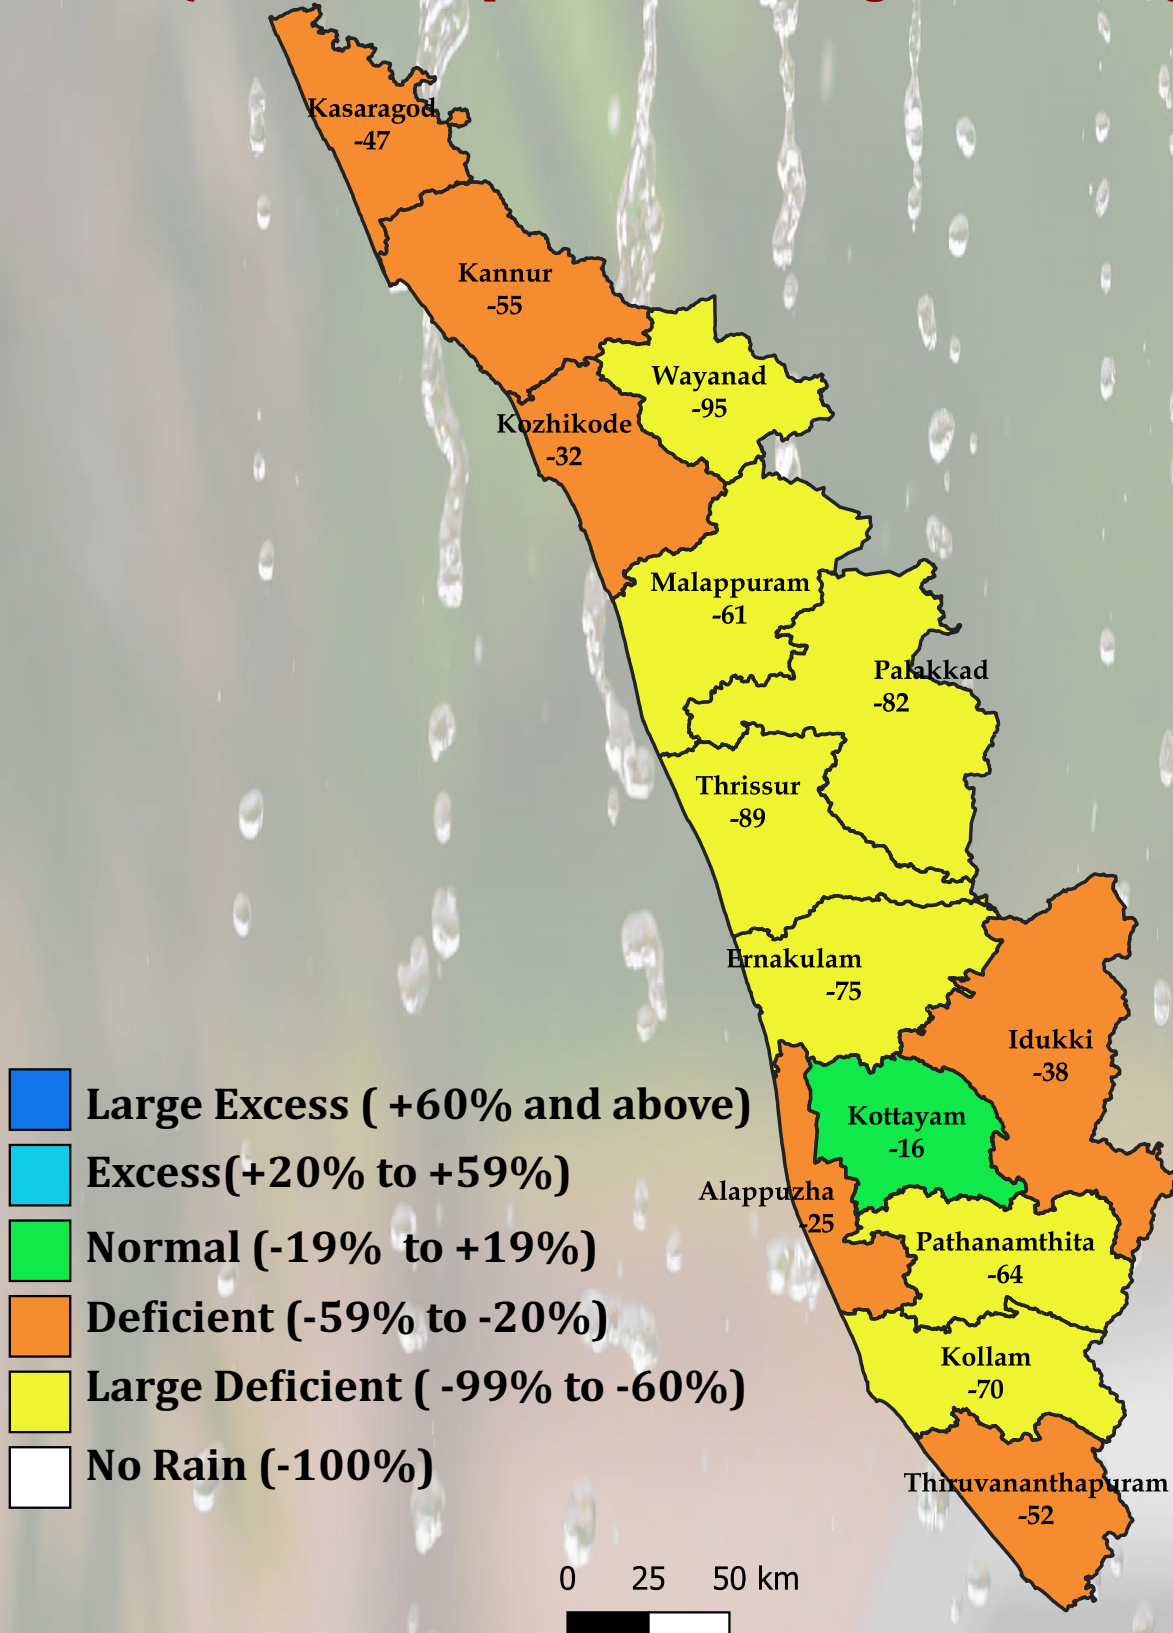 Kasaragod
-47
Kannur
-55
Wayanad
-95
Kozhikode
-32
Malappuram
-61
Palakkad
-82
Thrissur
-89
Ernakulam
-75
Idukki
-38
Kottayam
-16
Alappuzha
-25
Pathanamthita
-64
Kollam
-70
Thiruvananthapuram
-52
Large Excess ( +60% and above)
Excess(+20% to +59%)
Normal (-19% to +19%)
Deficient (-59% to -20%)
Large Deficient ( -99% to -60%)
No Rain (-100%)
0 25 50 km